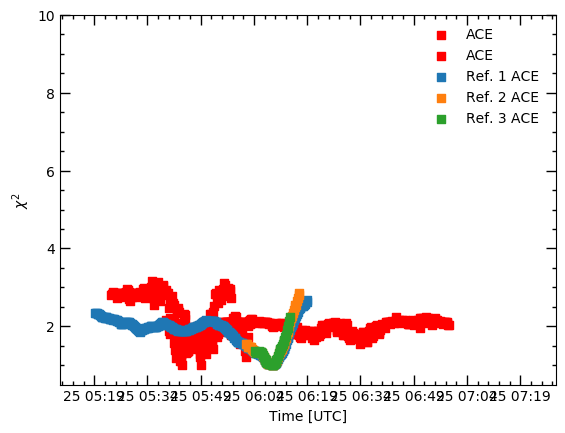 10
8
6
4
2
χ²
ACE
ACE
Ref. 1 ACE
Ref. 2 ACE
Ref. 3 ACE
25 05:19 25 05:34 25 05:49 25 06:04 25 06:19 25 06:34 25 06:49 25 07:04 25 07:19
Time [UTC]